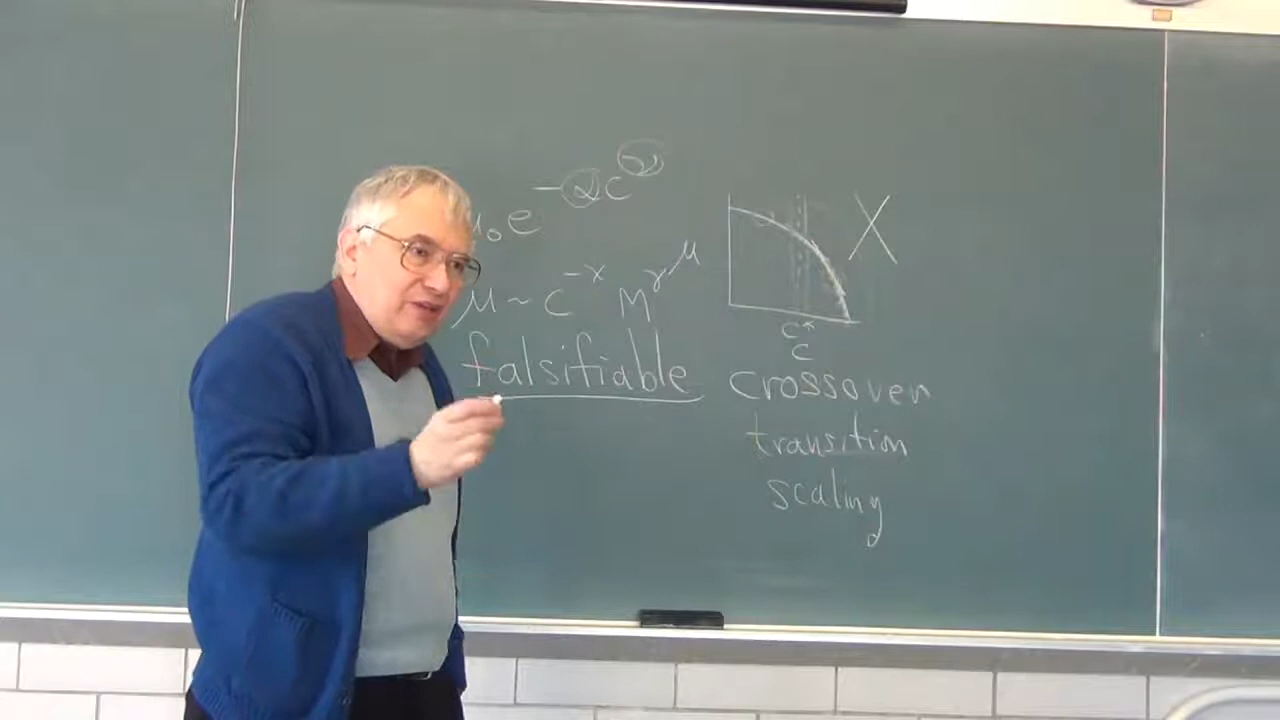 μ₀e^(-αc^ν)
μ ~ c^(-x) M^γ μ
falsifiable
X
c*
c
crossover
transition
scaling